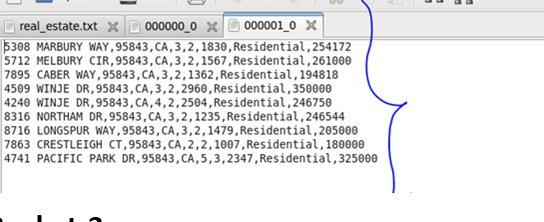 real_estate.txt 000000_0 000001_0
5308 MARBURY WAY,95843,CA,3,2,1830,Residential,254172
5712 MELBURY CIR,95843,CA,3,2,1567,Residential,261000
7895 CABER WAY,95843,CA,3,2,1362,Residential,194818
4509 WINJE DR,95843,CA,3,2,2960,Residential,350000
4240 WINJE DR,95843,CA,4,2,2504,Residential,246750
8316 NORTHAM DR,95843,CA,3,2,1235,Residential,246544
8716 LONGSPUR WAY,95843,CA,3,2,1479,Residential,205000
7863 CRESTLEIGH CT,95843,CA,2,2,1007,Residential,180000
4741 PACIFIC PARK DR,95843,CA,5,3,2347,Residential,325000